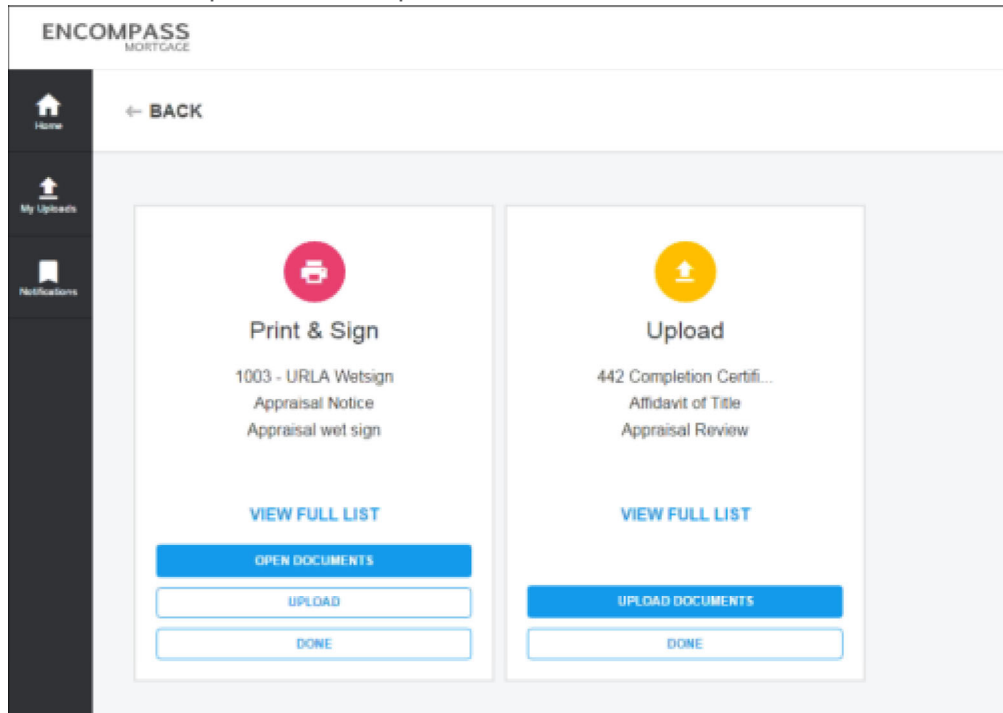 ENCOMPASS
MORTGAGE
Home
← BACK
My Uploads
Notifications
Print & Sign
1003 - URLA Wetsign
Appraisal Notice
Appraisal wet sign
VIEW FULL LIST
OPEN DOCUMENTS
UPLOAD
DONE
Upload
442 Completion Certifi...
Affidavit of Title
Appraisal Review
VIEW FULL LIST
UPLOAD DOCUMENTS
DONE